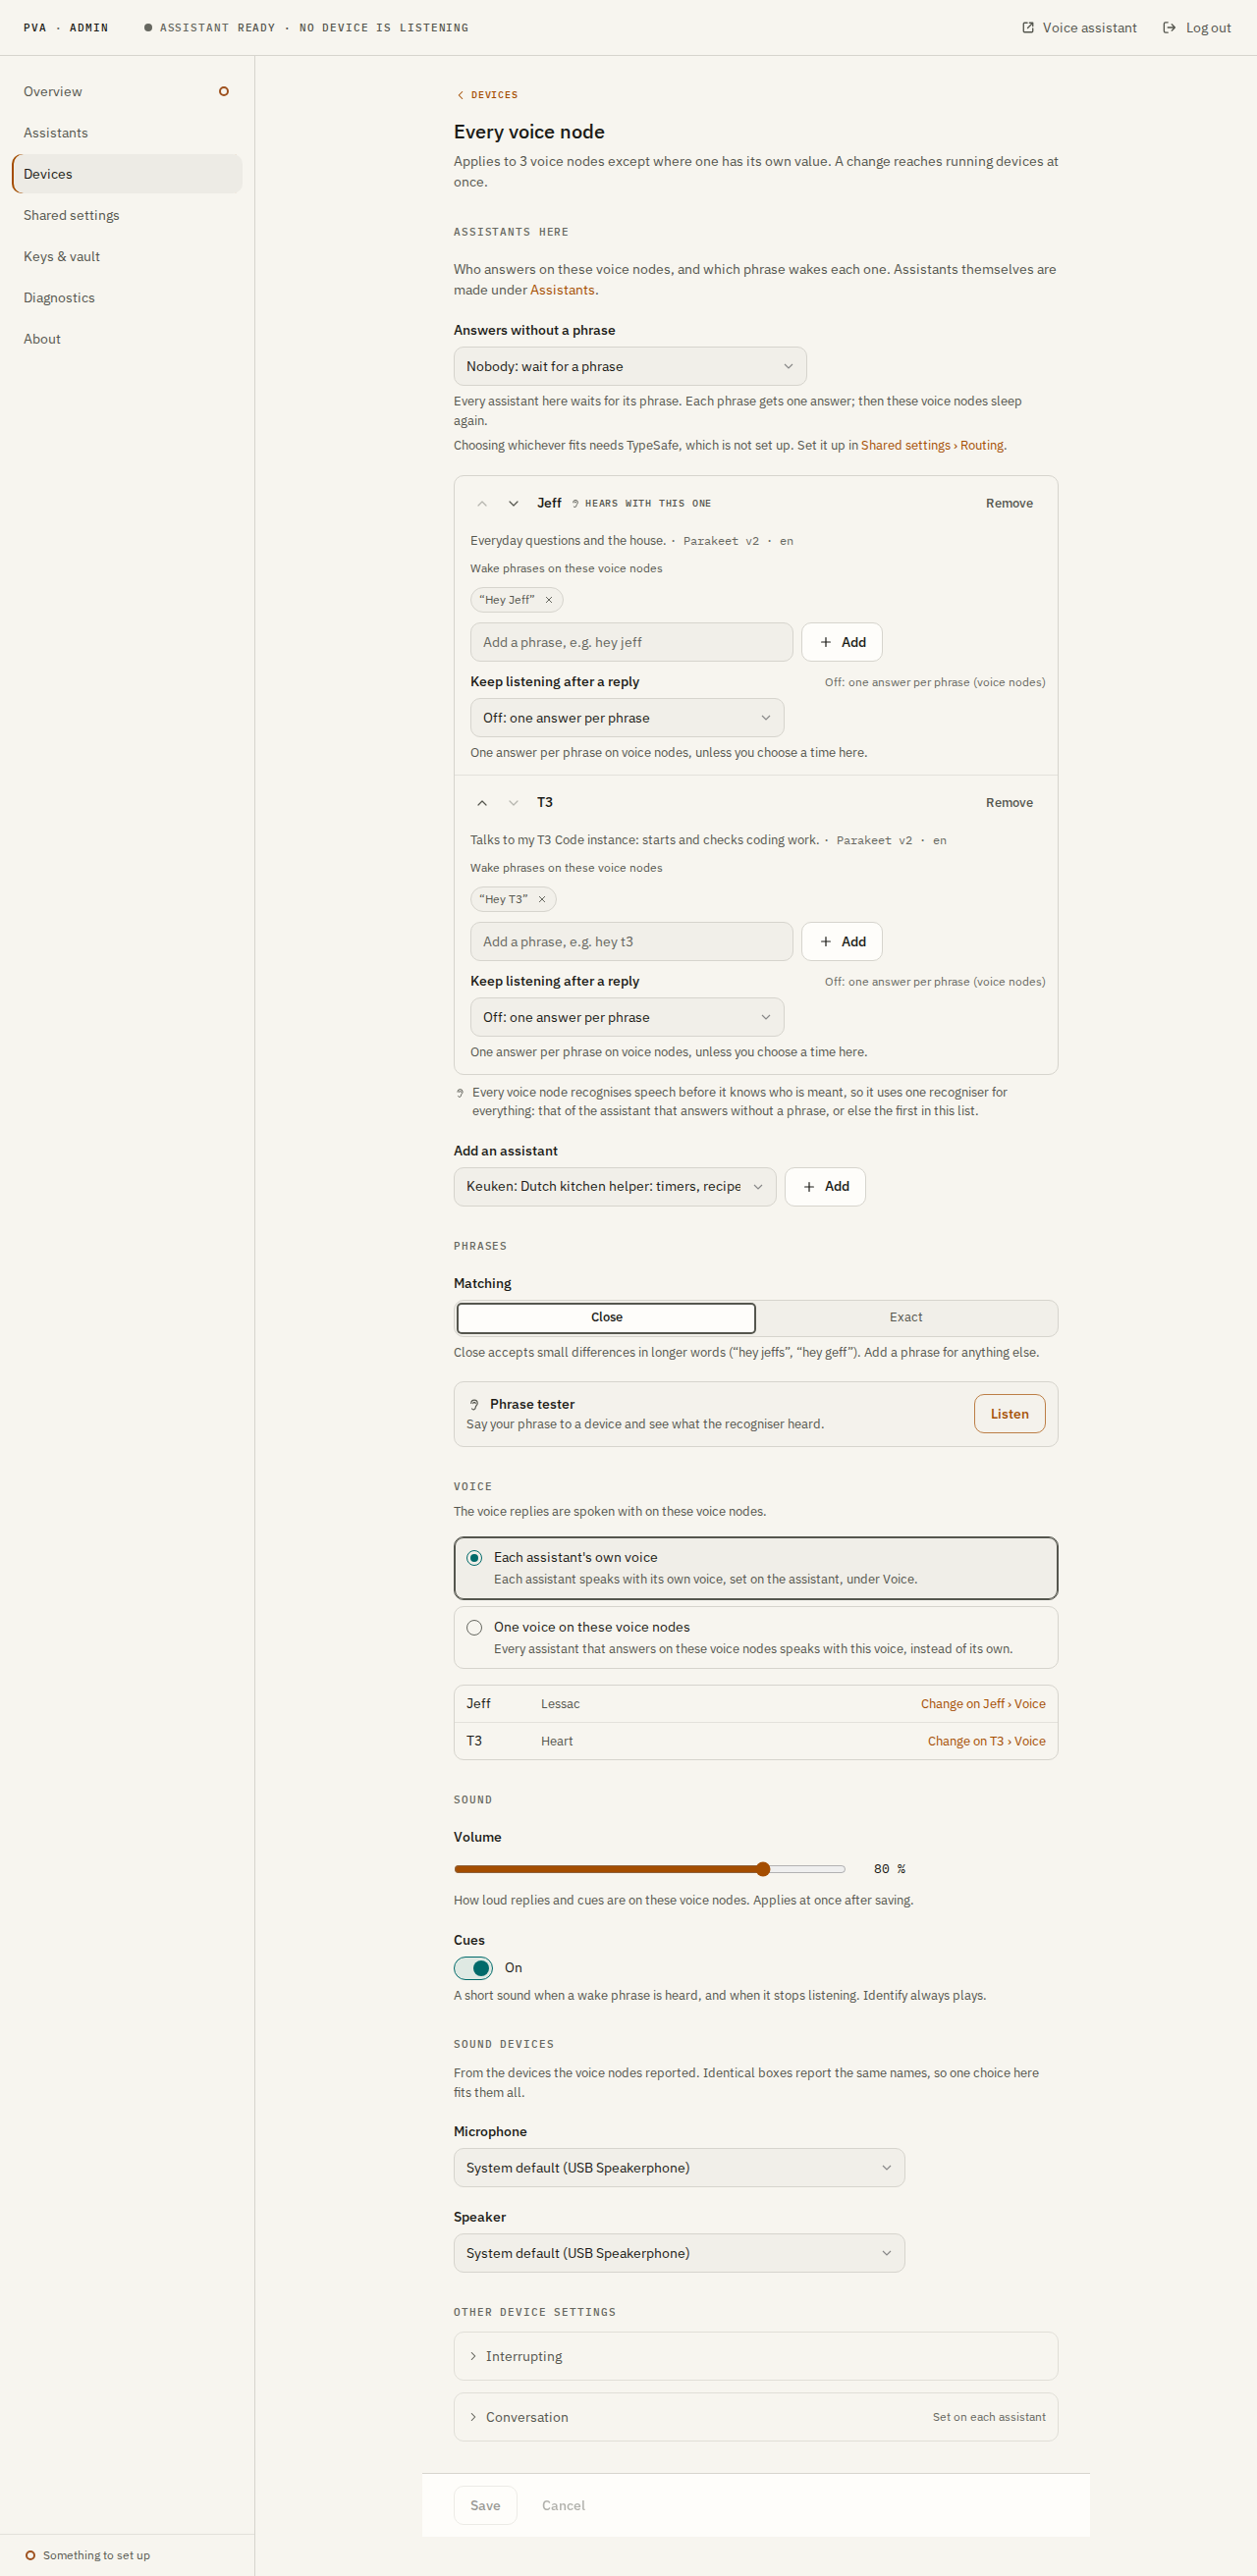 PVA · ADMIN
ASSISTANT READY · NO DEVICE IS LISTENING
Voice assistant
Log out
Overview
Assistants
Devices
Shared settings
Keys & vault
Diagnostics
About
DEVICES
Every voice node
Applies to 3 voice nodes except where one has its own value. A change reaches running devices at
once.
ASSISTANTS HERE
Who answers on these voice nodes, and which phrase wakes each one. Assistants themselves are
made under Assistants.
Answers without a phrase
Nobody: wait for a phrase
Every assistant here waits for its phrase. Each phrase gets one answer; then these voice nodes sleep
again.
Choosing whichever fits needs TypeSafe, which is not set up. Set it up in Shared settings › Routing.
Jeff HEARS WITH THIS ONE Remove
Everyday questions and the house. · Parakeet v2 · en
Wake phrases on these voice nodes
“Hey Jeff”
Add a phrase, e.g. hey jeff
Add
Keep listening after a reply
Off: one answer per phrase (voice nodes)
Off: one answer per phrase
One answer per phrase on voice nodes, unless you choose a time here.
T3 Remove
Talks to my T3 Code instance: starts and checks coding work. · Parakeet v2 · en
Wake phrases on these voice nodes
“Hey T3”
Add a phrase, e.g. hey t3
Add
Keep listening after a reply
Off: one answer per phrase (voice nodes)
Off: one answer per phrase
One answer per phrase on voice nodes, unless you choose a time here.
Every voice node recognises speech before it knows who is meant, so it uses one recogniser for
everything: that of the assistant that answers without a phrase, or else the first in this list.
Add an assistant
Keuken: Dutch kitchen helper: timers, recipe
Add
PHRASES
Matching
Close
Exact
Close accepts small differences in longer words (“hey jeffs”, “hey geff”). Add a phrase for anything else.
Phrase tester
Say your phrase to a device and see what the recogniser heard.
Listen
VOICE
The voice replies are spoken with on these voice nodes.
Each assistant's own voice
Each assistant speaks with its own voice, set on the assistant, under Voice.
One voice on these voice nodes
Every assistant that answers on these voice nodes speaks with this voice, instead of its own.
Jeff Lessac Change on Jeff › Voice
T3 Heart Change on T3 › Voice
SOUND
Volume
80 %
How loud replies and cues are on these voice nodes. Applies at once after saving.
Cues
On
A short sound when a wake phrase is heard, and when it stops listening. Identify always plays.
SOUND DEVICES
From the devices the voice nodes reported. Identical boxes report the same names, so one choice here
fits them all.
Microphone
System default (USB Speakerphone)
Speaker
System default (USB Speakerphone)
OTHER DEVICE SETTINGS
Interrupting
Conversation
Set on each assistant
Save
Cancel
Something to set up